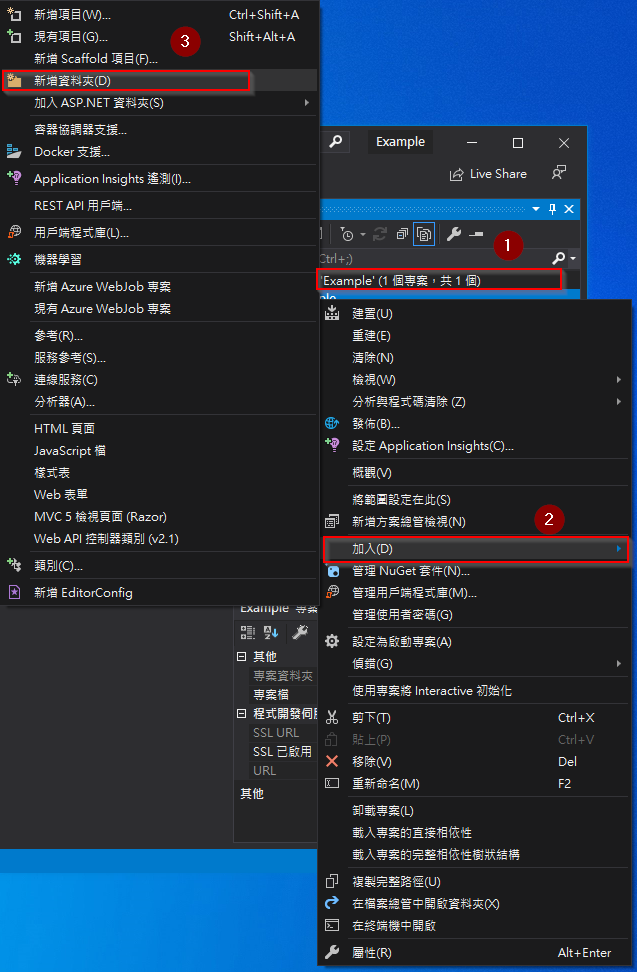 新增項目(W)... Ctrl+Shift+A
現有項目(G)... Shift+Alt+A
3
新增 Scaffold 項目(F)...
新增資料夾(D)
加入 ASP.NET 資料夾(S)
容器協調器支援...
Docker 支援...
Application Insights 遙測(I)...
REST API 用戶端...
用戶端程式庫(L)...
機器學習
新增 Azure WebJob 專案
現有 Azure WebJob 專案
參考(R)...
服務參考(S)...
連線服務(C)
分析器(A)...
HTML 頁面
JavaScript 檔
樣式表
Web 表單
MVC 5 檢視頁面 (Razor)
Web API 控制器類別 (v2.1)
類別(C)...
新增 EditorConfig
Example
Live Share
1
Ctrl+;)
'Example' (1 個專案，共 1 個)
建置(U)
重建(E)
清除(N)
檢視(W)
分析與程式碼清除 (Z)
發佈(B)...
設定 Application Insights(C)...
概觀(V)
將範圍設定在此(S)
新增方案總管檢視(N)
2
加入(D)
管理 NuGet 套件(N)...
管理用戶端程式庫(M)...
管理使用者密碼(G)
設定為啟動專案(A)
偵錯(G)
使用專案將 Interactive 初始化
剪下(T) Ctrl+X
貼上(P) Ctrl+V
移除(V) Del
重新命名(M) F2
卸載專案(L)
載入專案的直接相依性
載入專案的完整相依性樹狀結構
複製完整路徑(U)
在檔案總管中開啟資料夾(X)
在終端機中開啟
屬性(R) Alt+Enter
Example 專案
其他
專案資料夾
專案檔
程式開發伺服
SSL URL
SSL 已啟用
URL
其他